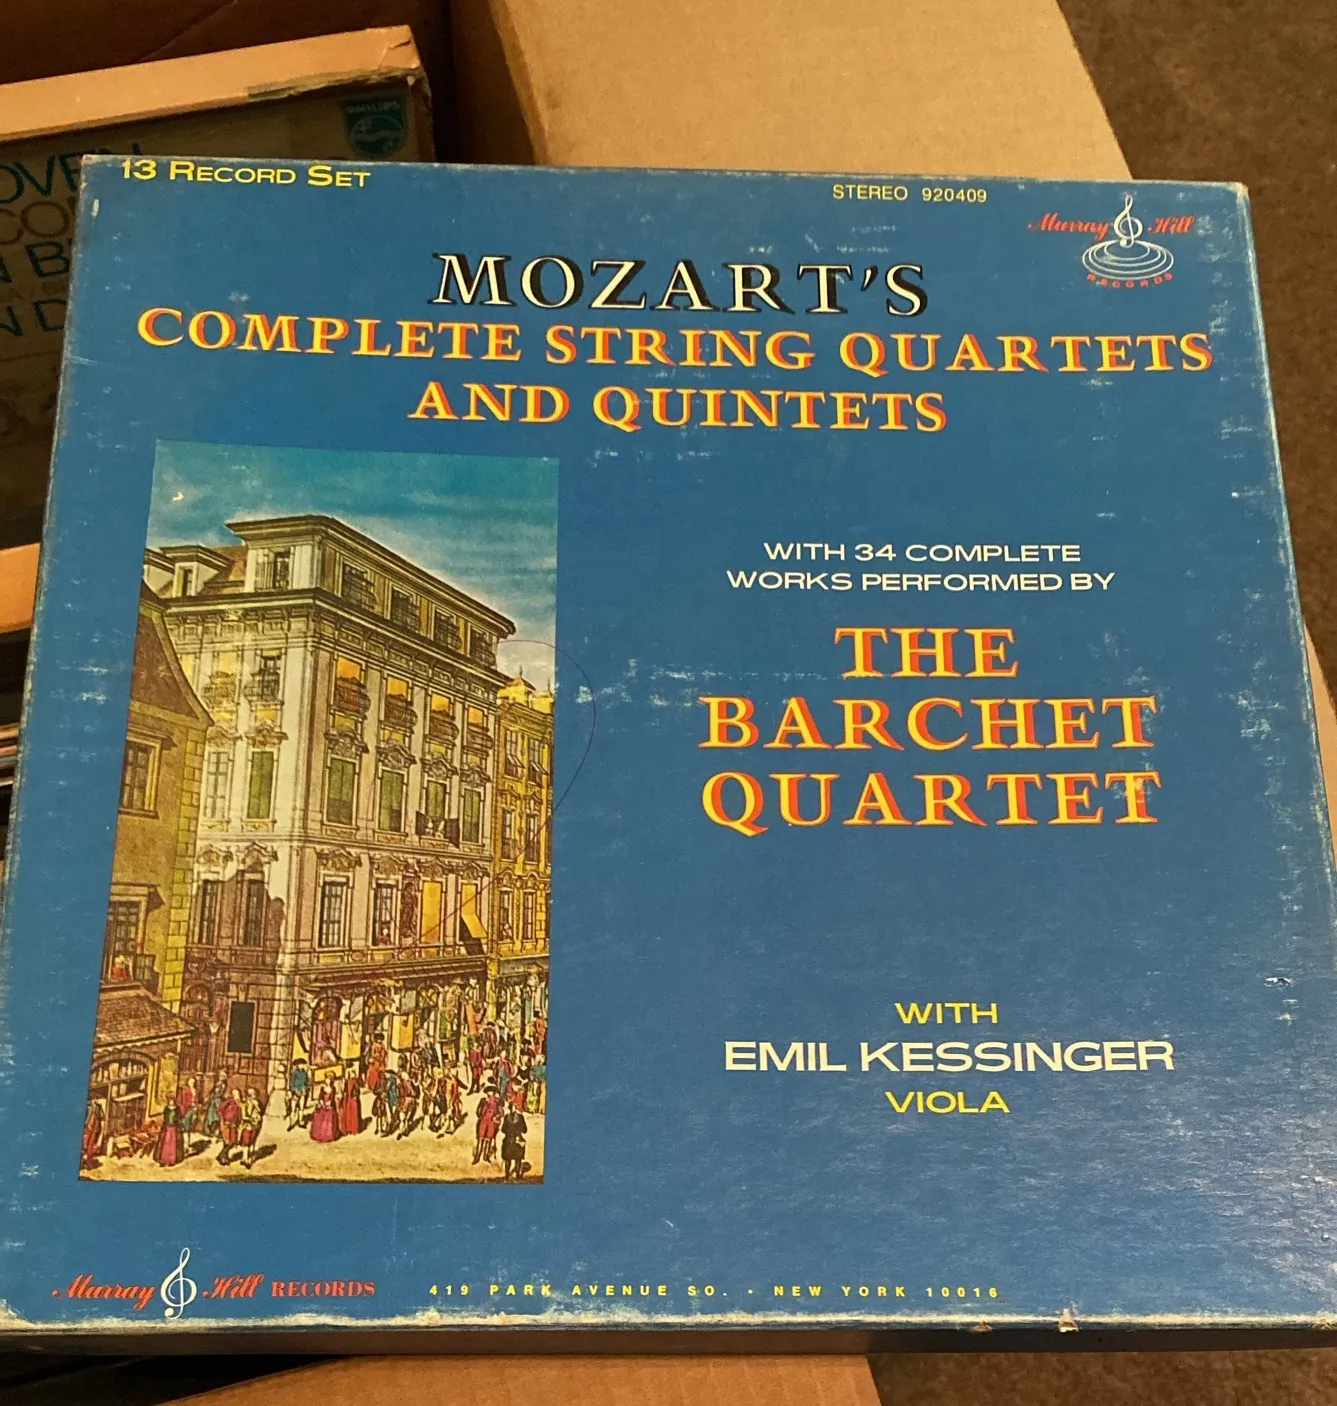 PHILIPS
13 RECORD SET
STEREO 920409
Murray Hill
RECORDS
MOZART'S
COMPLETE STRING QUARTETS
AND QUINTETS
WITH 34 COMPLETE
WORKS PERFORMED BY
THE
BARCHET
QUARTET
WITH
EMIL KESSINGER
VIOLA
Murray Hill RECORDS
419 PARK AVENUE SO. • NEW YORK 10016